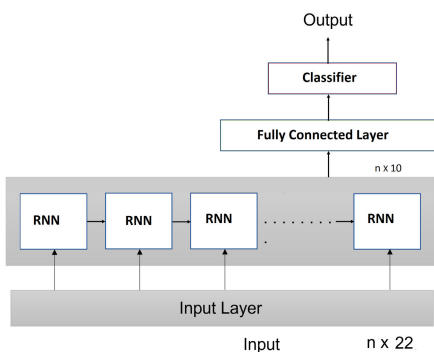 Output
Classifier
Fully Connected Layer
n x 10
RNN RNN RNN . . . . . . . . . RNN
Input Layer
Input n x 22